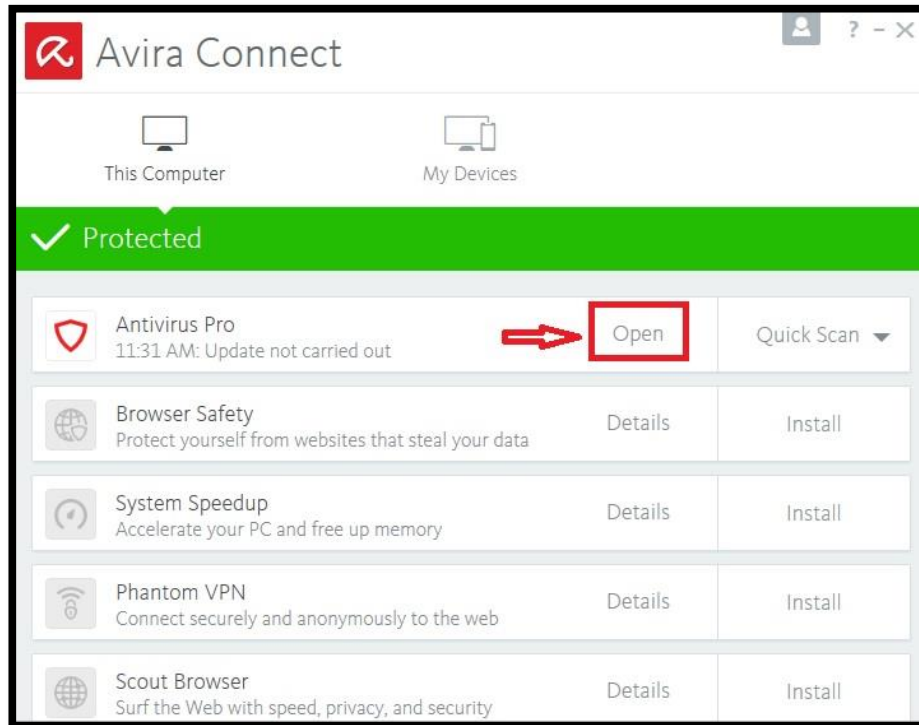 Avira Connect
? – ×
This Computer
My Devices
Protected
Antivirus Pro
11:31 AM: Update not carried out
Open
Quick Scan
Browser Safety
Protect yourself from websites that steal your data
Details
Install
System Speedup
Accelerate your PC and free up memory
Details
Install
Phantom VPN
Connect securely and anonymously to the web
Details
Install
Scout Browser
Surf the Web with speed, privacy, and security
Details
Install